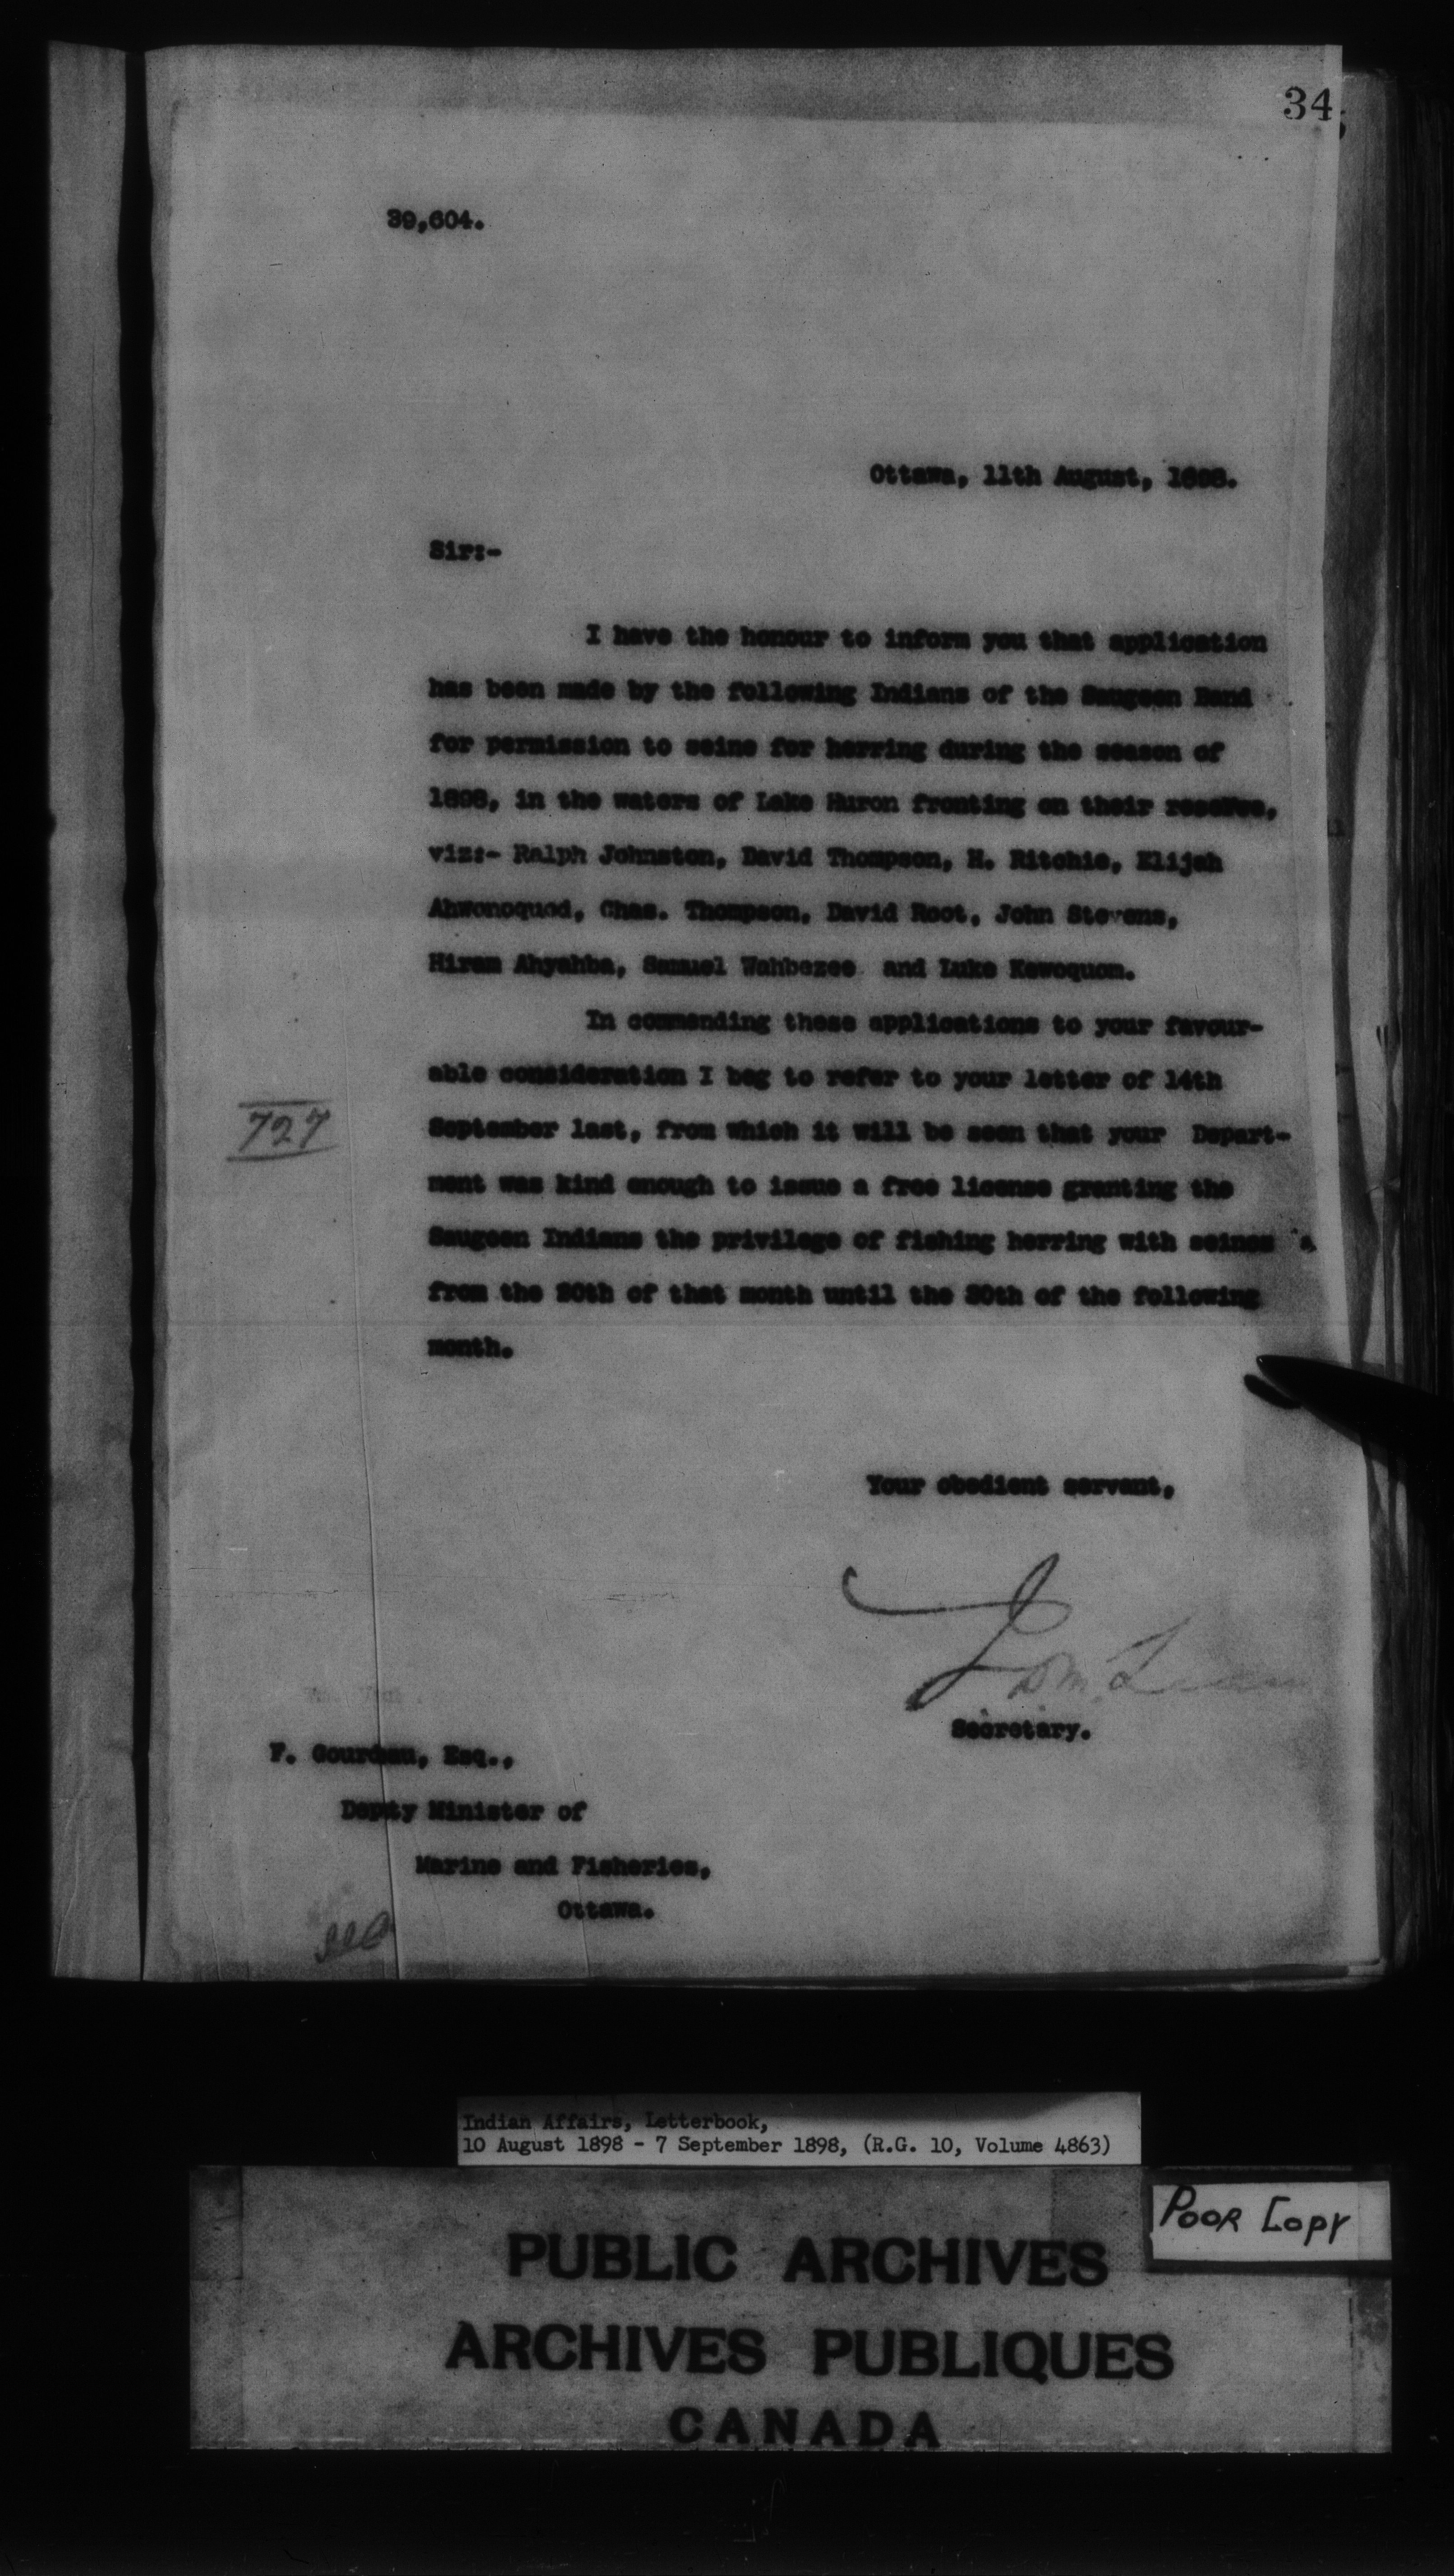 34
39,604.
Ottawa, 11th August, 1898.
Sir:-
I have the honour to inform you that application
has been made by the following Indians of the Saugeen Band
for permission to seine for herring during the season of
1898, in the waters of Lake Huron fronting on their reserve,
viz:- Ralph Johnston, David Thompson, H. Ritchie, Elijah
Ahwonoquod, Chas. Thompson, David Root, John Stevens,
Hiram Ahyahba, Samuel Wahbezee and Luke Kewoquom.
In commending these applications to your favour-
able consideration I beg to refer to your letter of 14th
727
September last, from which it will be seen that your Depart-
ment was kind enough to issue a free license granting the
Saugeen Indians the privilege of fishing herring with seines
from the 20th of that month until the 30th of the following
month.
Your obedient servant,
J D McLean
Secretary.
F. Gourdeau, Esq.,
Deputy Minister of
Marine and Fisheries,
Ottawa.
Indian Affairs, Letterbook,
10 August 1898 - 7 September 1898, (R.G. 10, Volume 4863)
POOR COPY
PUBLIC ARCHIVES
ARCHIVES PUBLIQUES
CANADA